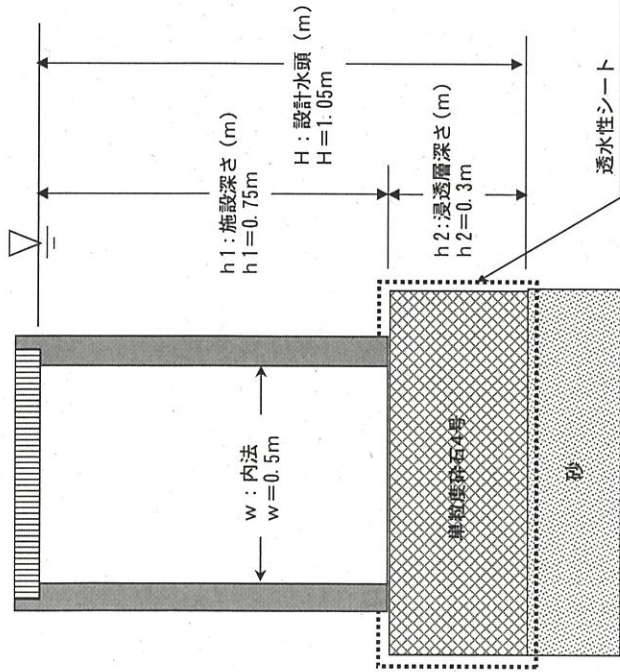 h1:施設深さ(m)
h1=0.75m
H:設計水頭(m)
H=1.05m
w:内法
w=0.5m
h2:浸透層深さ(m)
h2=0.3m
単粒度砕石4号
透水性シート
砂